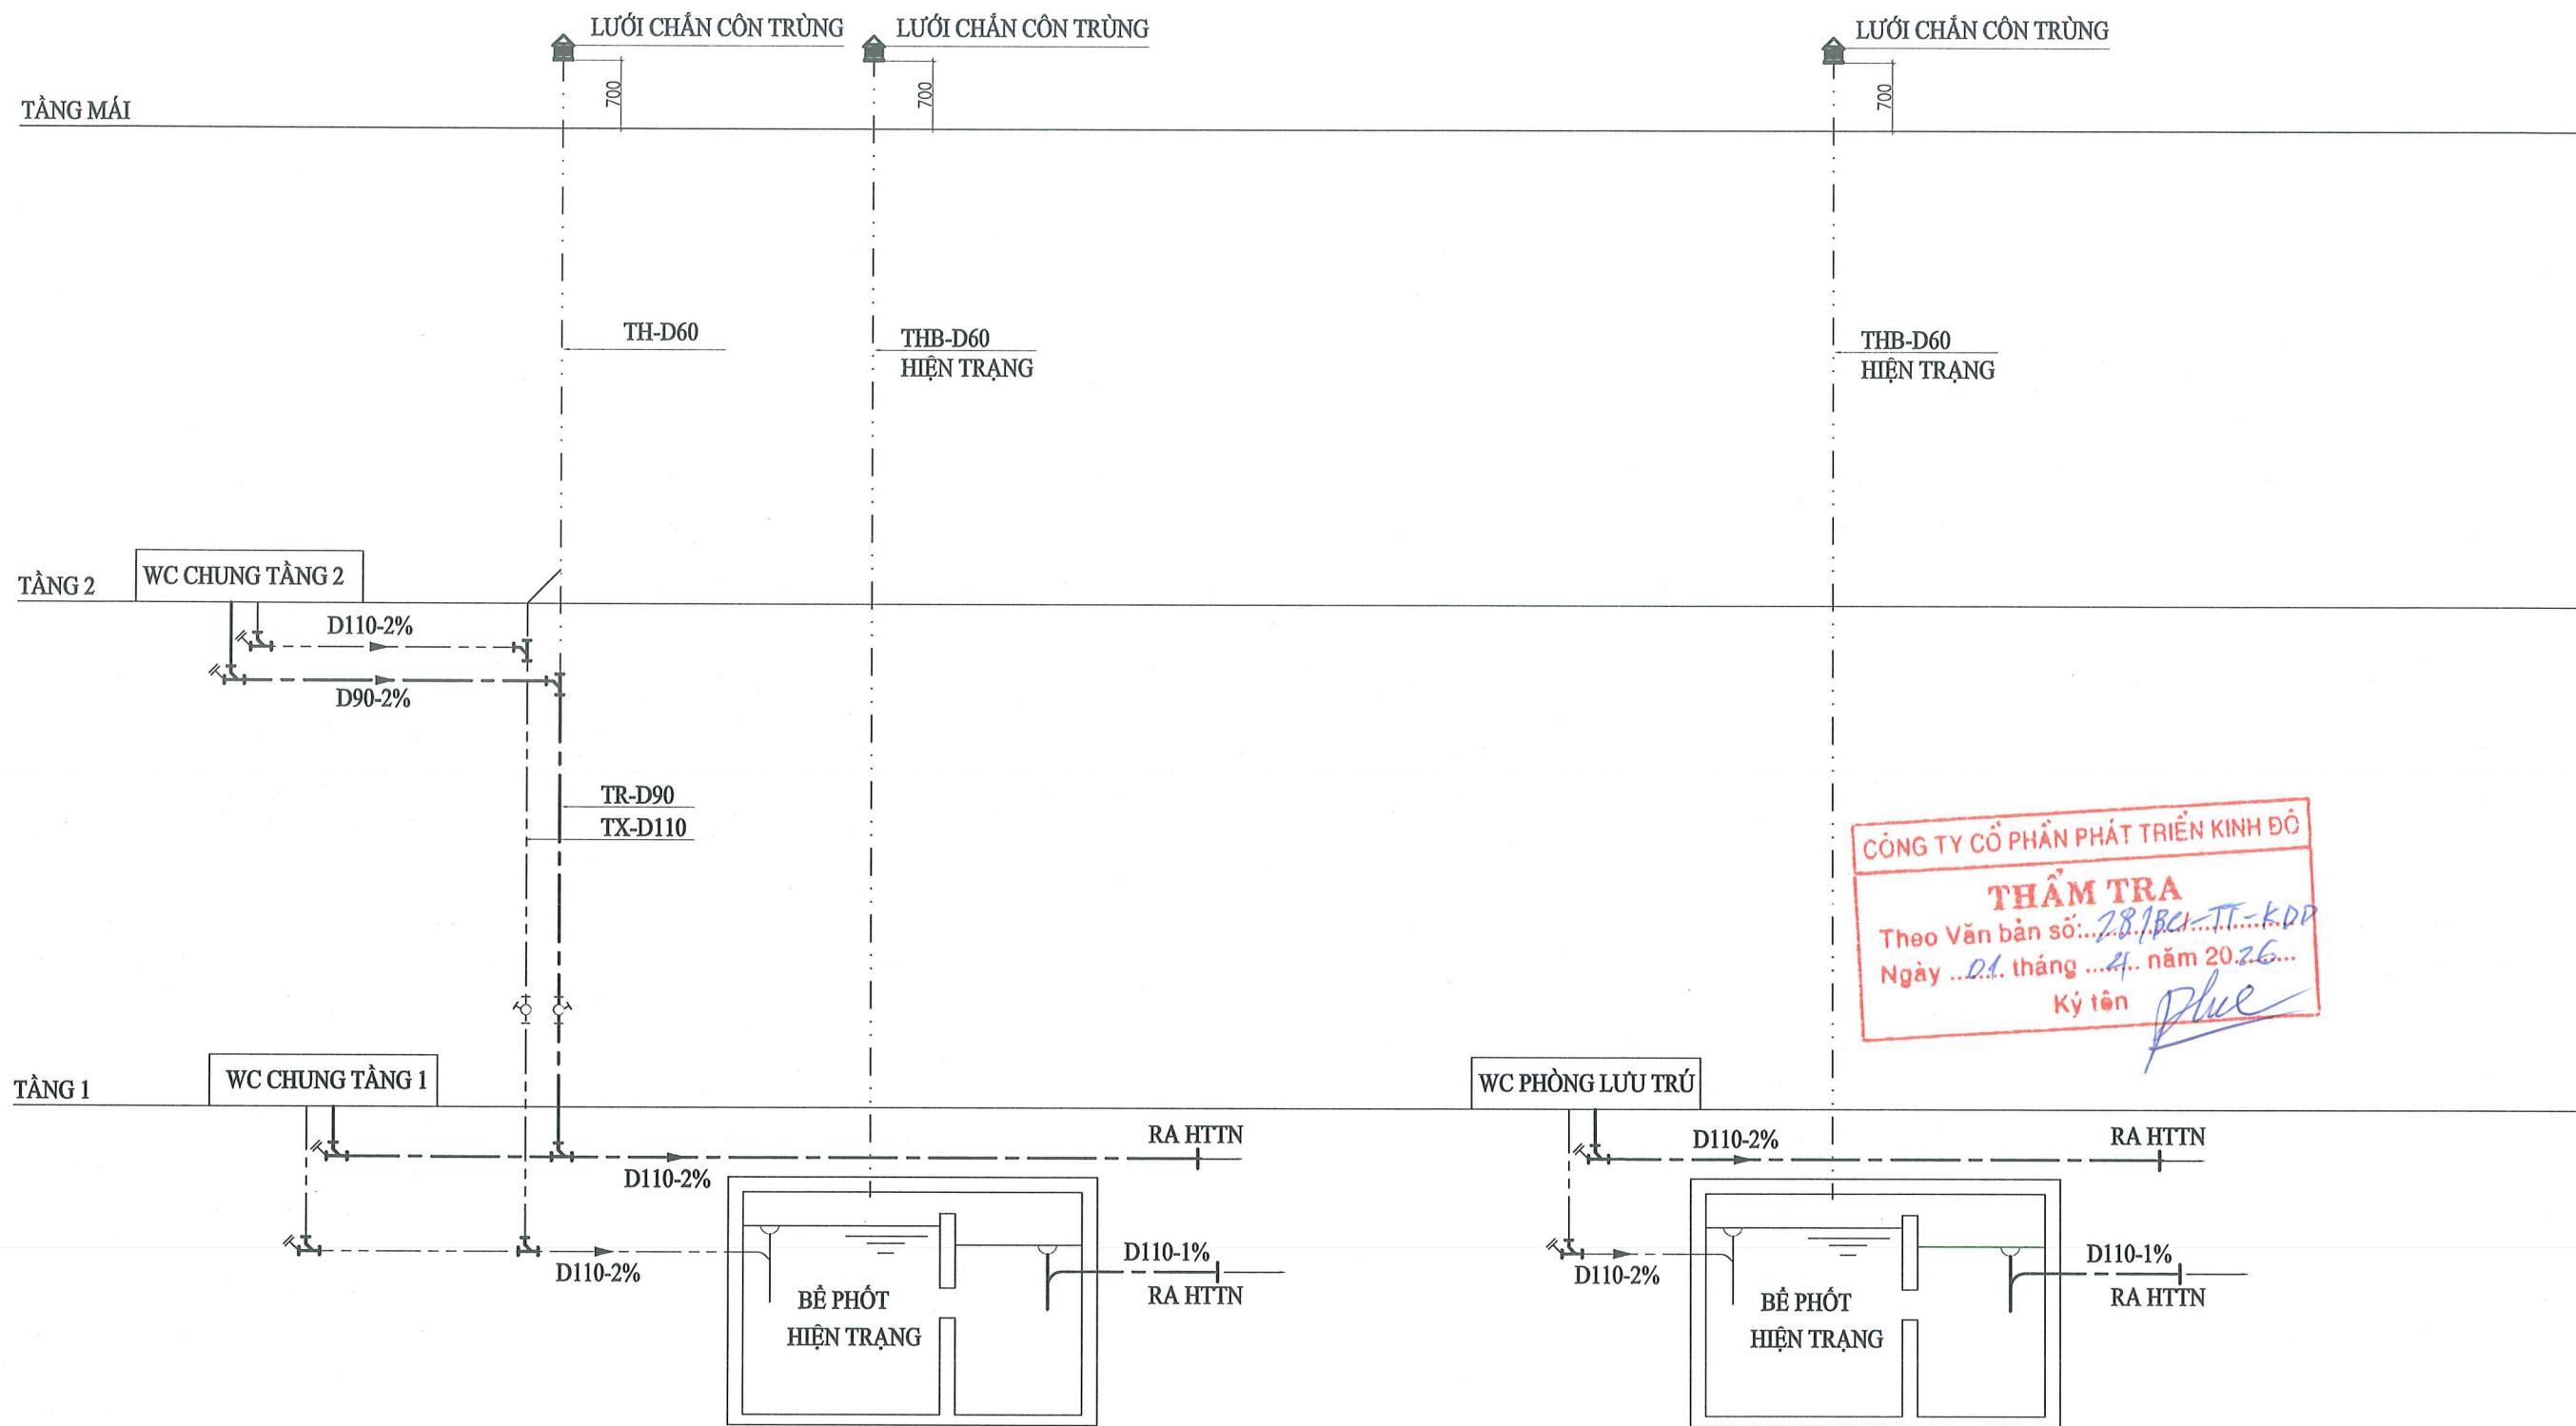 LƯỚI CHẮN CÔN TRÙNG
LƯỚI CHẮN CÔN TRÙNG
LƯỚI CHẮN CÔN TRÙNG
700
700
700
TẦNG MÁI
TH-D60
THB-D60
HIỆN TRẠNG
THB-D60
HIỆN TRẠNG
WC CHUNG TẦNG 2
TẦNG 2
D110-2%
D90-2%
TR-D90
TX-D110
CÔNG TY CỔ PHẦN PHÁT TRIỂN KINH ĐÔ
THẨM TRA
Theo Văn bản số: 281BC-TT-KDD
Ngày 01 tháng 4 năm 2026
Ký tên
WC CHUNG TẦNG 1
TẦNG 1
WC PHÒNG LƯU TRÚ
RA HTTN
D110-2%
D110-2%
RA HTTN
D110-2%
D110-1%
RA HTTN
BỂ PHỐT
HIỆN TRẠNG
D110-2%
D110-1%
RA HTTN
BỂ PHỐT
HIỆN TRẠNG